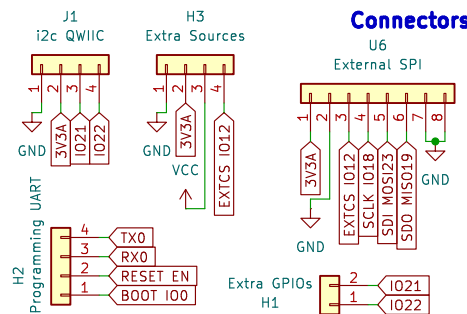 Connectors
J1
i2c QWIIC
1 2 3 4
GND
3V3A
IO21
IO22
H3
Extra Sources
1 2 3 4
GND
3V3A
VCC
EXTCS IO12
U6
External SPI
1 2 3 4 5 6 7 8
3V3A
GND
EXTCS IO12
SCLK IO18
SDI MOSI23
SDO MISO19
GND
H2
Programming UART
4 TX0
3 RX0
2 RESET EN
1 BOOT IO0
Extra GPIOs
H1
2 IO21
1 IO22